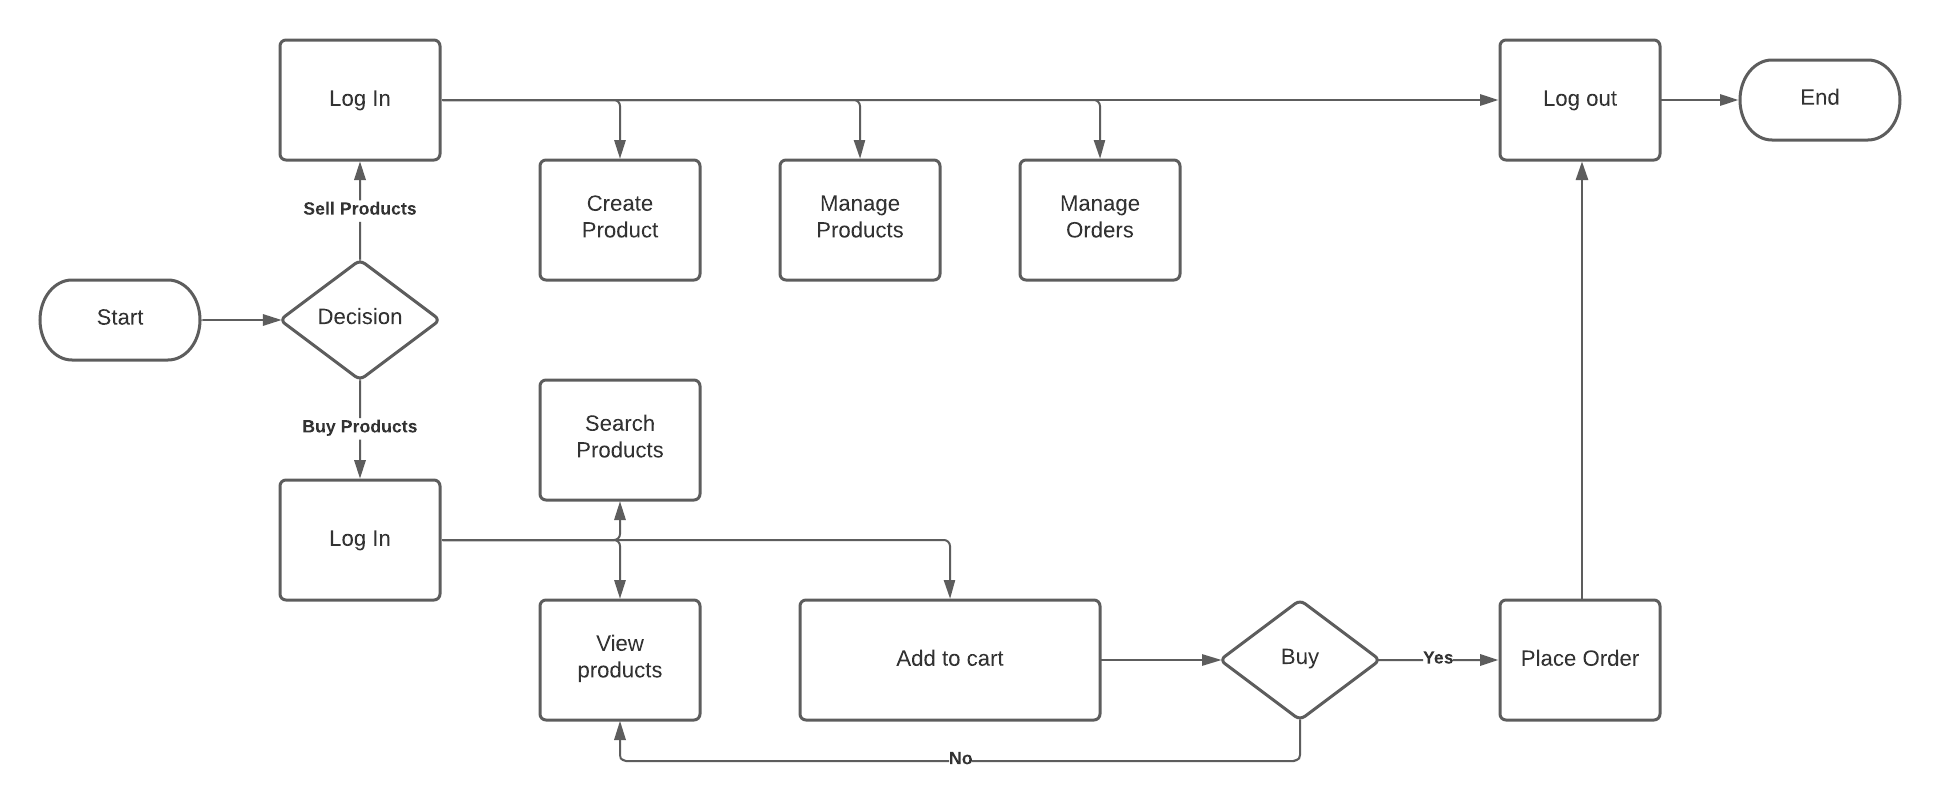 Log In
Log out
End
Create
Product
Manage
Products
Manage
Orders
Sell Products
Start
Decision
Buy Products
Search
Products
Log In
View
products
Add to cart
Buy
Yes
Place Order
No